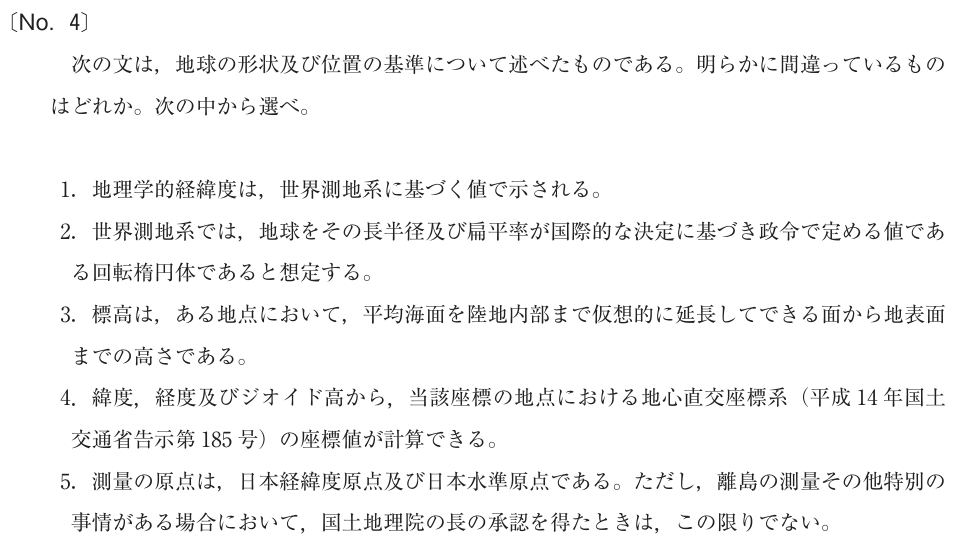 〔No. 4〕
次の文は，地球の形状及び位置の基準について述べたものである。明らかに間違っているもの
はどれか。次の中から選べ。
1．地理学的経緯度は，世界測地系に基づく値で示される。
2．世界測地系では，地球をその長半径及び扁平率が国際的な決定に基づき政令で定める値であ
る回転楕円体であると想定する。
3．標高は，ある地点において，平均海面を陸地内部まで仮想的に延長してできる面から地表面
までの高さである。
4．緯度，経度及びジオイド高から，当該座標の地点における地心直交座標系（平成 14 年国土
交通省告示第 185 号）の座標値が計算できる。
5．測量の原点は，日本経緯度原点及び日本水準原点である。ただし，離島の測量その他特別の
事情がある場合において，国土地理院の長の承認を得たときは，この限りでない。